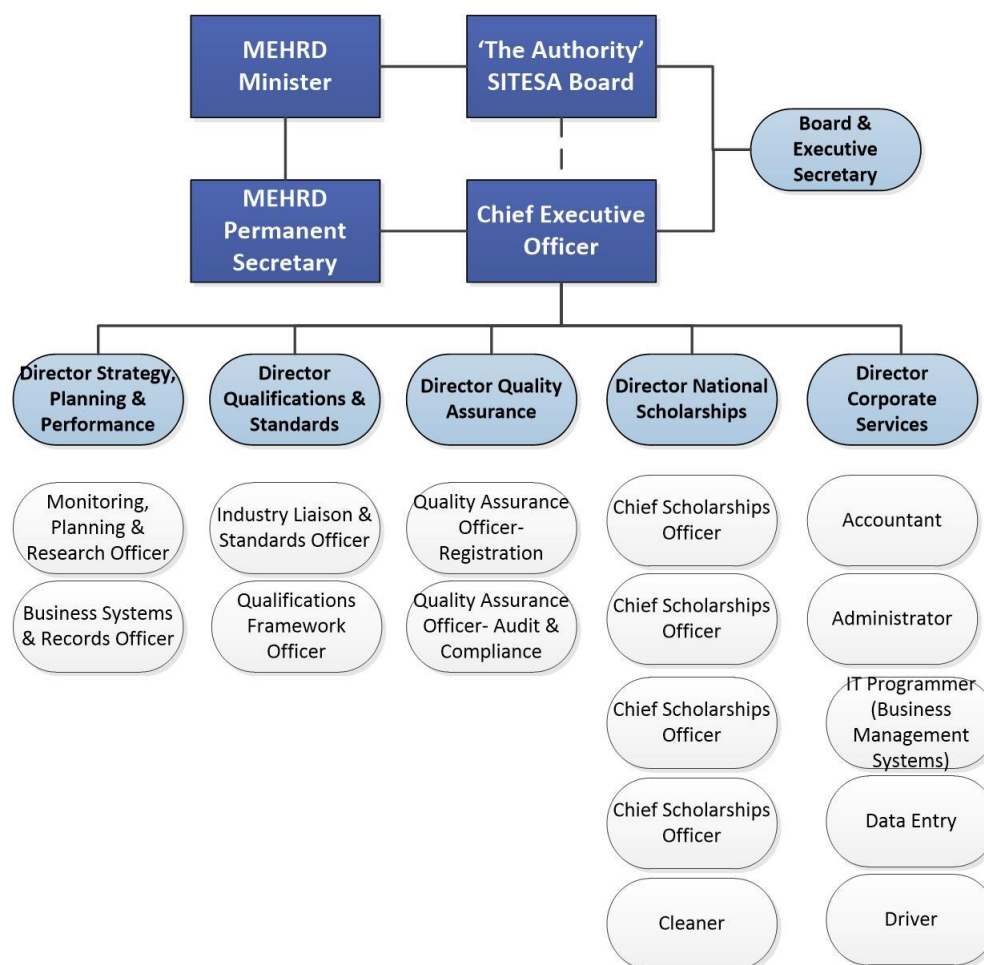 MEHRD
Minister
‘The Authority’
SITESA Board
Board &
Executive
Secretary
MEHRD
Permanent
Secretary
Chief Executive
Officer
Director Strategy,
Planning &
Performance
Director
Qualifications &
Standards
Director Quality
Assurance
Director National
Scholarships
Director
Corporate
Services
Monitoring,
Planning &
Research Officer
Industry Liaison &
Standards Officer
Quality Assurance
Officer-
Registration
Chief Scholarships
Officer
Accountant
Business Systems
& Records Officer
Qualifications
Framework
Officer
Quality Assurance
Officer- Audit &
Compliance
Chief Scholarships
Officer
Administrator
Chief Scholarships
Officer
IT Programmer
(Business
Management
Systems)
Chief Scholarships
Officer
Data Entry
Cleaner
Driver